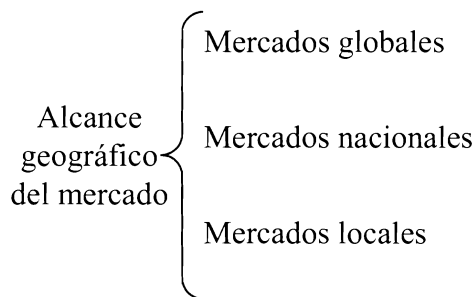 Alcance
geográfico
del mercado
Mercados globales
Mercados nacionales
Mercados locales